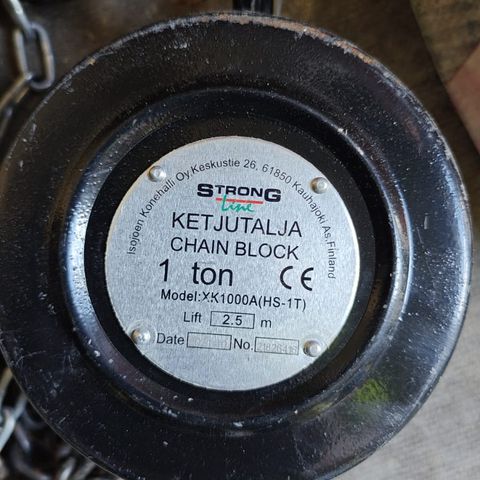 Isojoen Konehalli Oy Keskustie 26, 61850 Kauhajoki As, Finland
STRONG
Line
KETJUTALJA
CHAIN BLOCK
1 ton CE
Model:XK1000A(HS-1T)
Lift 2.5 m
Date No.